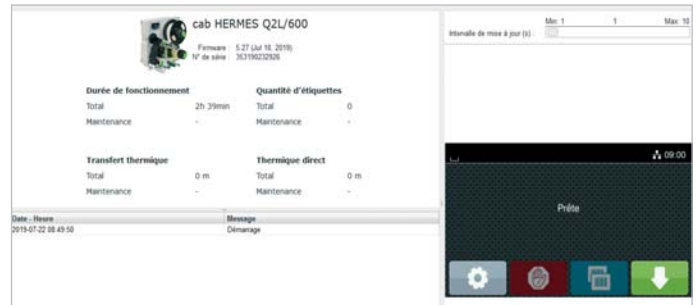 cab HERMES Q2L/600
Firmware : 5.27 (Jul 18, 2019)
N° de série : 353190232926
Durée de fonctionnement
Total 2h 39min
Maintenance -
Quantité d'étiquettes
Total 0
Maintenance -
Transfert thermique
Total 0 m
Maintenance -
Thermique direct
Total 0 m
Maintenance -
Date - Heure Message
2019-07-22 08:49:50 Démarrage
Min: 1 1 Max: 10
Intervalle de mise à jour (s) :
09:00
Prête